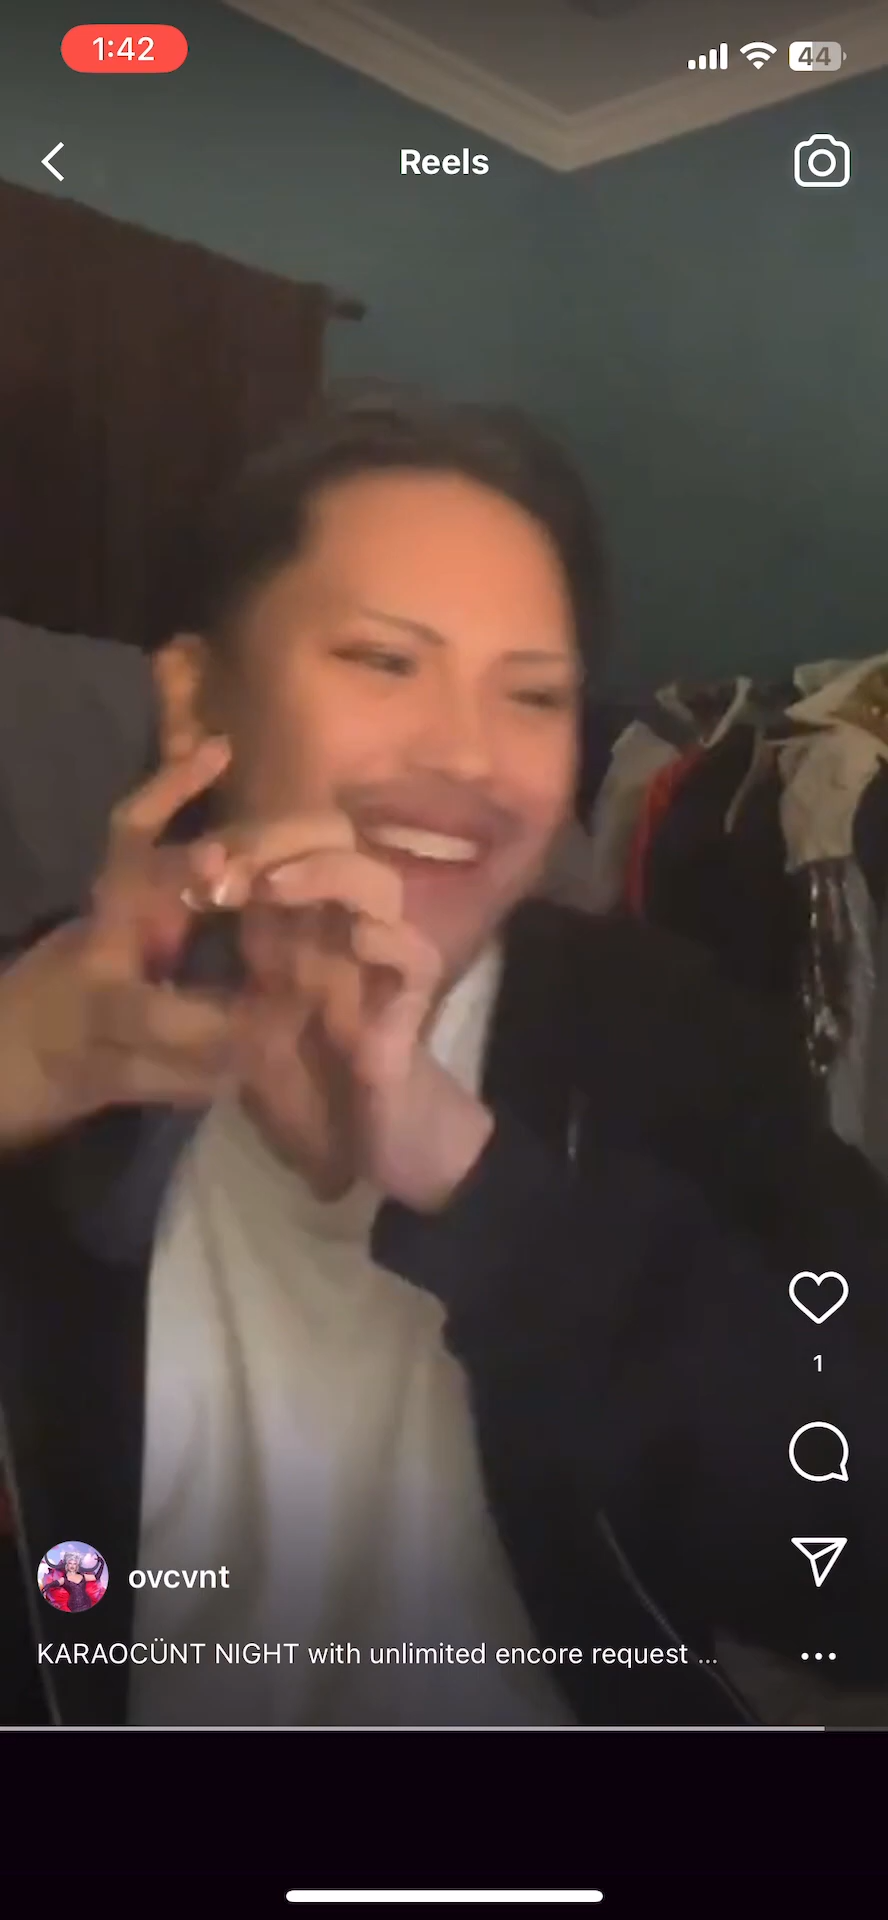 1:42
44
Reels
1
ovcvnt
KARAOCÜNT NIGHT with unlimited encore request ...